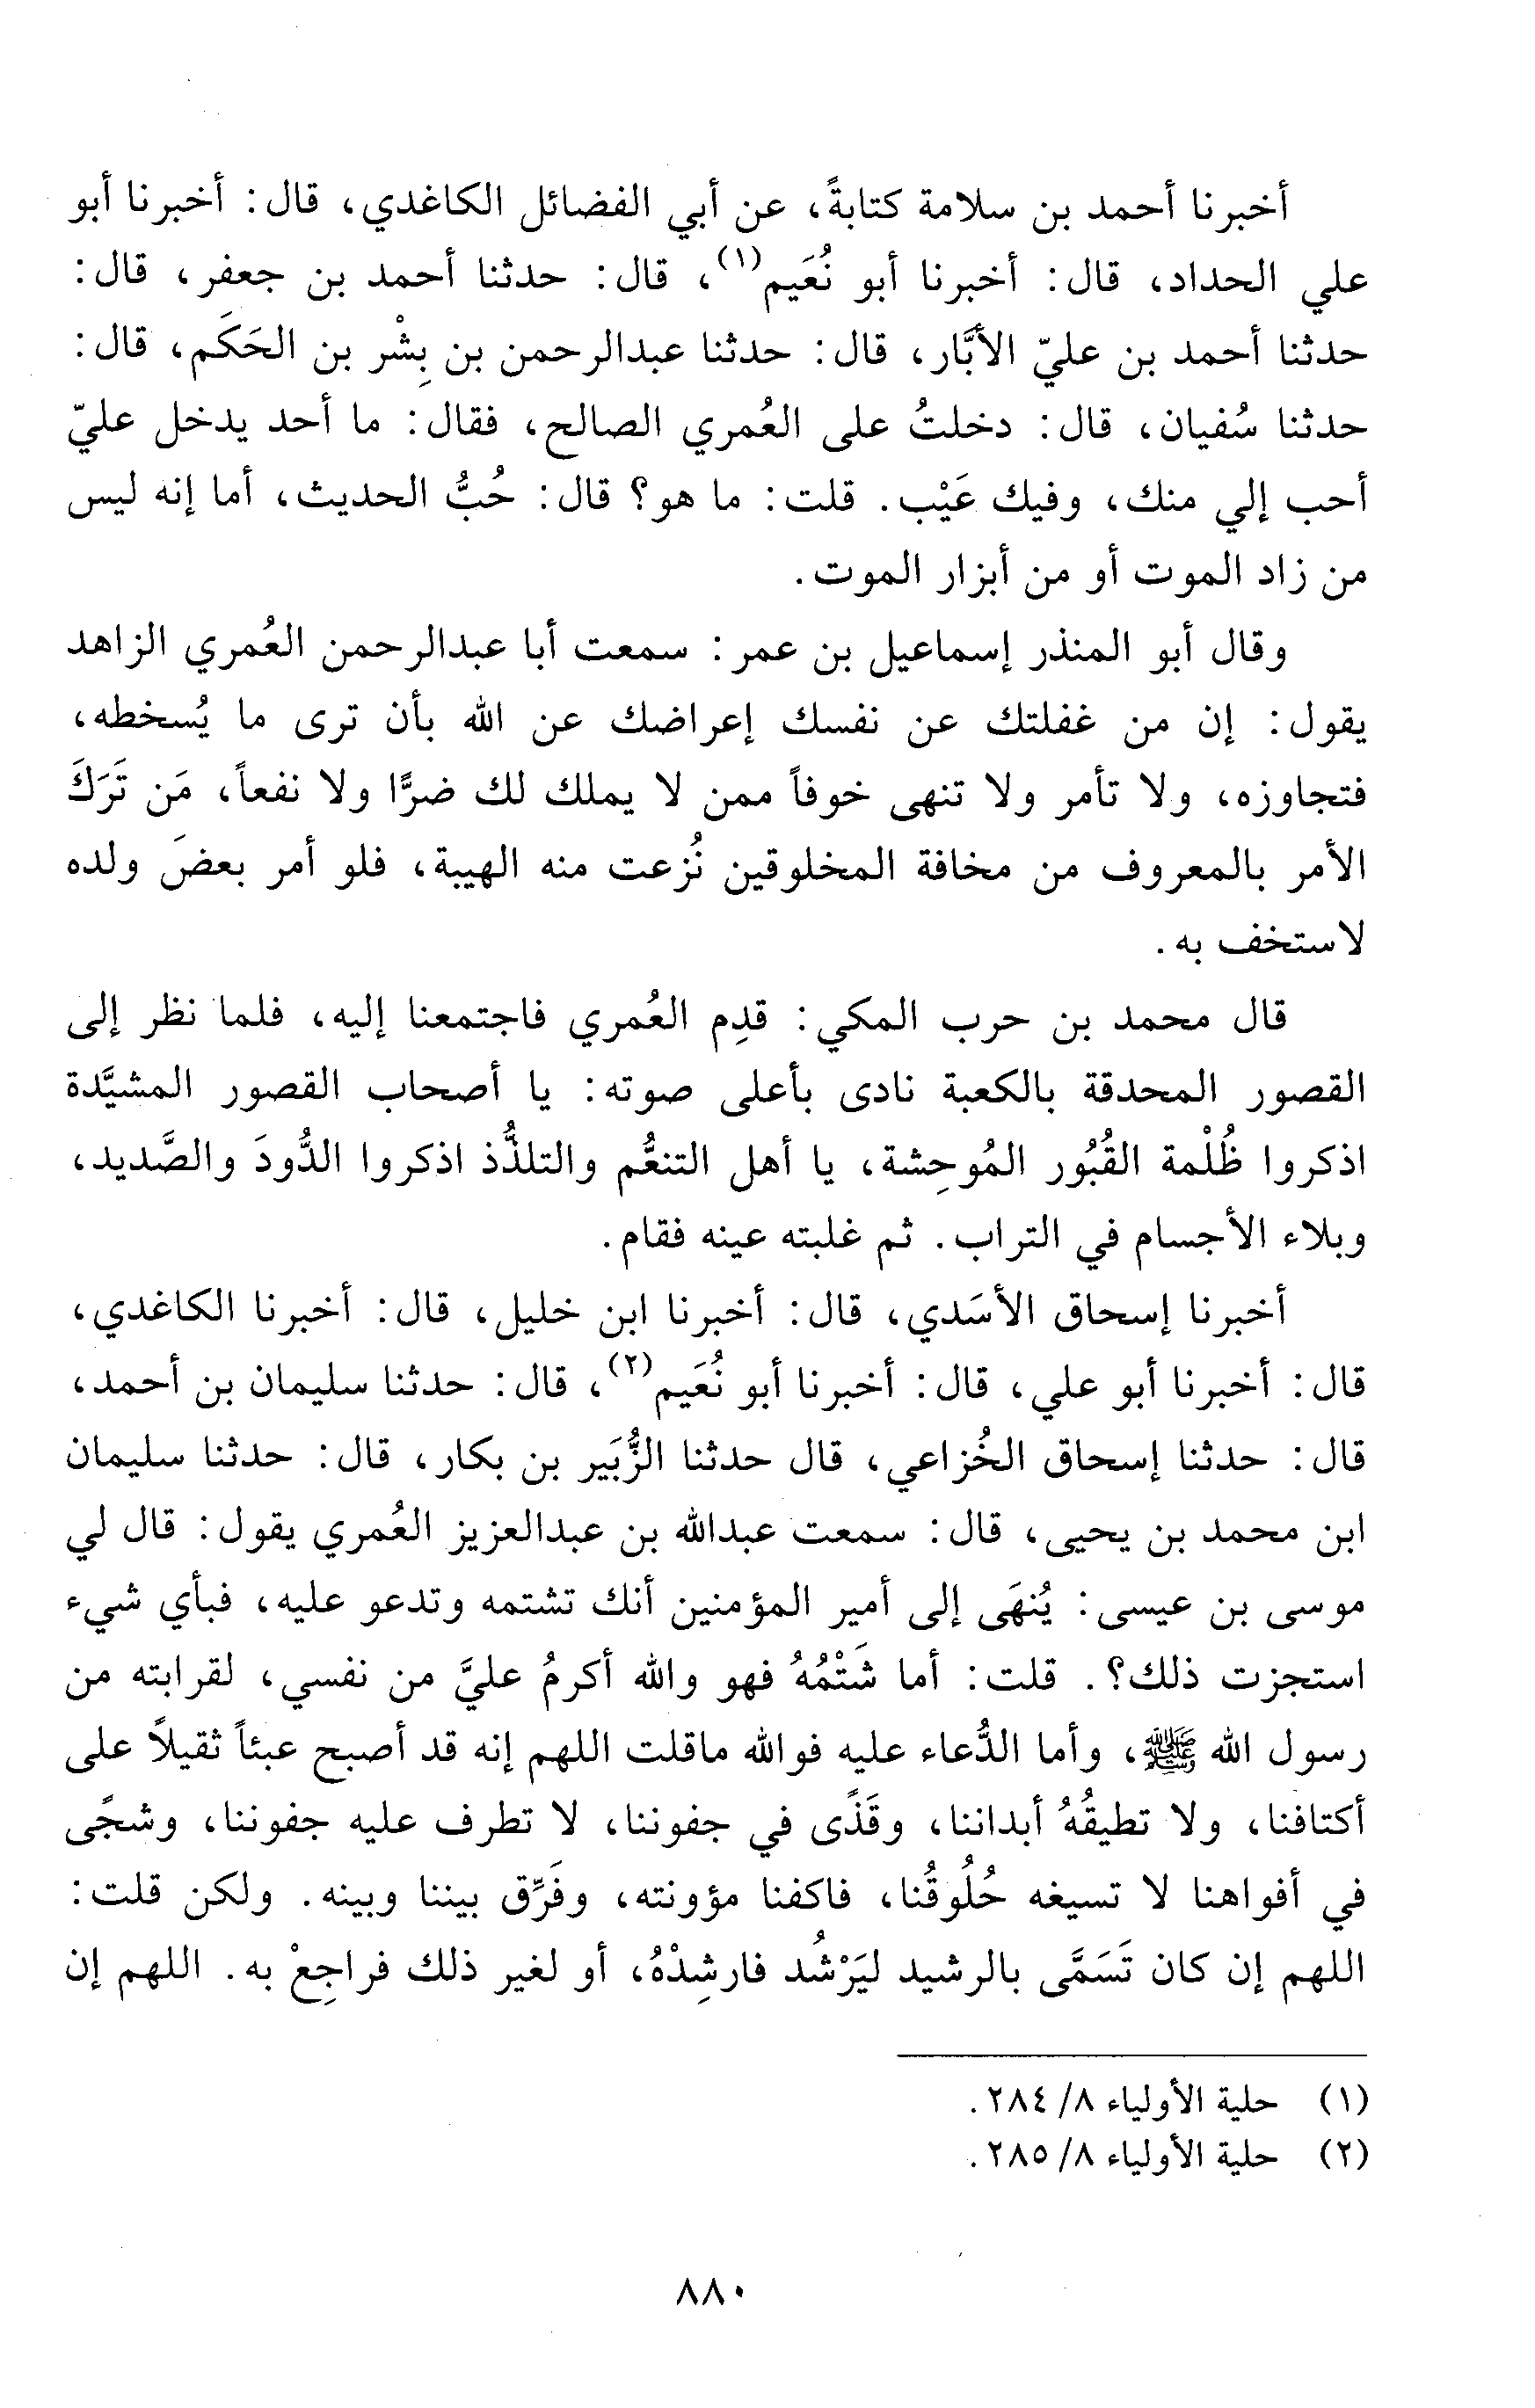 أخبرنا أحمد بن سلامة كتابةً، عن أبي الفضائل الكاغدي، قال: أخبرنا أبو
علي الحداد، قال: أخبرنا أبو نُعَيم(١)، قال: حدثنا أحمد بن جعفر، قال:
حدثنا أحمد بن عليّ الأبَّار، قال: حدثنا عبدالرحمن بن بِشْر بن الحَكَم، قال:
حدثنا سُفيان، قال: دخلتُ على العُمري الصالح، فقال: ما أحد يدخل عليّ
أحب إلي منك، وفيك عَيْب. قلت: ما هو؟ قال: حُبُّ الحديث، أما إنه ليس
من زاد الموت أو من أبزار الموت.
وقال أبو المنذر إسماعيل بن عمر: سمعت أبا عبدالرحمن العُمري الزاهد
يقول: إن من غفلتك عن نفسك إعراضك عن الله بأن ترى ما يُسخطه،
فتجاوزه، ولا تأمر ولا تنهى خوفاً ممن لا يملك لك ضرًّا ولا نفعاً، مَن تَرَكَ
الأمر بالمعروف من مخافة المخلوقين نُزعت منه الهيبة، فلو أمر بعضَ ولده
لاستخف به.
قال محمد بن حرب المكي: قدِم العُمري فاجتمعنا إليه، فلما نظر إلى
القصور المحدقة بالكعبة نادى بأعلى صوته: يا أصحاب القصور المشيَّدة
اذكروا ظُلْمة القُبُور المُوحِشة، يا أهل التنعُّم والتلذُّذ اذكروا الدُّودَ والصَّديد،
وبلاء الأجسام في التراب. ثم غلبته عينه فقام.
أخبرنا إسحاق الأسَدي، قال: أخبرنا ابن خليل، قال: أخبرنا الكاغدي،
قال: أخبرنا أبو علي، قال: أخبرنا أبو نُعَيم(٢)، قال: حدثنا سليمان بن أحمد،
قال: حدثنا إسحاق الخُزاعي، قال حدثنا الزُّبَير بن بكار، قال: حدثنا سليمان
ابن محمد بن يحيى، قال: سمعت عبدالله بن عبدالعزيز العُمري يقول: قال لي
موسى بن عيسى: يُنهَى إلى أمير المؤمنين أنك تشتمه وتدعو عليه، فبأي شيء
استجزت ذلك؟. قلت: أما شَتْمُهُ فهو والله أكرمُ عليَّ من نفسي، لقرابته من
رسول الله ﷺ، وأما الدُّعاء عليه فوالله ماقلت اللهم إنه قد أصبح عبئاً ثقيلاً على
أكتافنا، ولا تطيقُهُ أبداننا، وقَذًى في جفوننا، لا تطرف عليه جفوننا، وشجًى
في أفواهنا لا تسيغه حُلُوقُنا، فاكفنا مؤونته، وفَرِّق بيننا وبينه. ولكن قلت:
اللهم إن كان تَسَمَّى بالرشيد ليَرْشُد فارشِدْهُ، أو لغير ذلك فراجِعْ به. اللهم إن
(١) حلية الأولياء ٨/ ٢٨٤.
(٢) حلية الأولياء ٨/ ٢٨٥.
٨٨٠